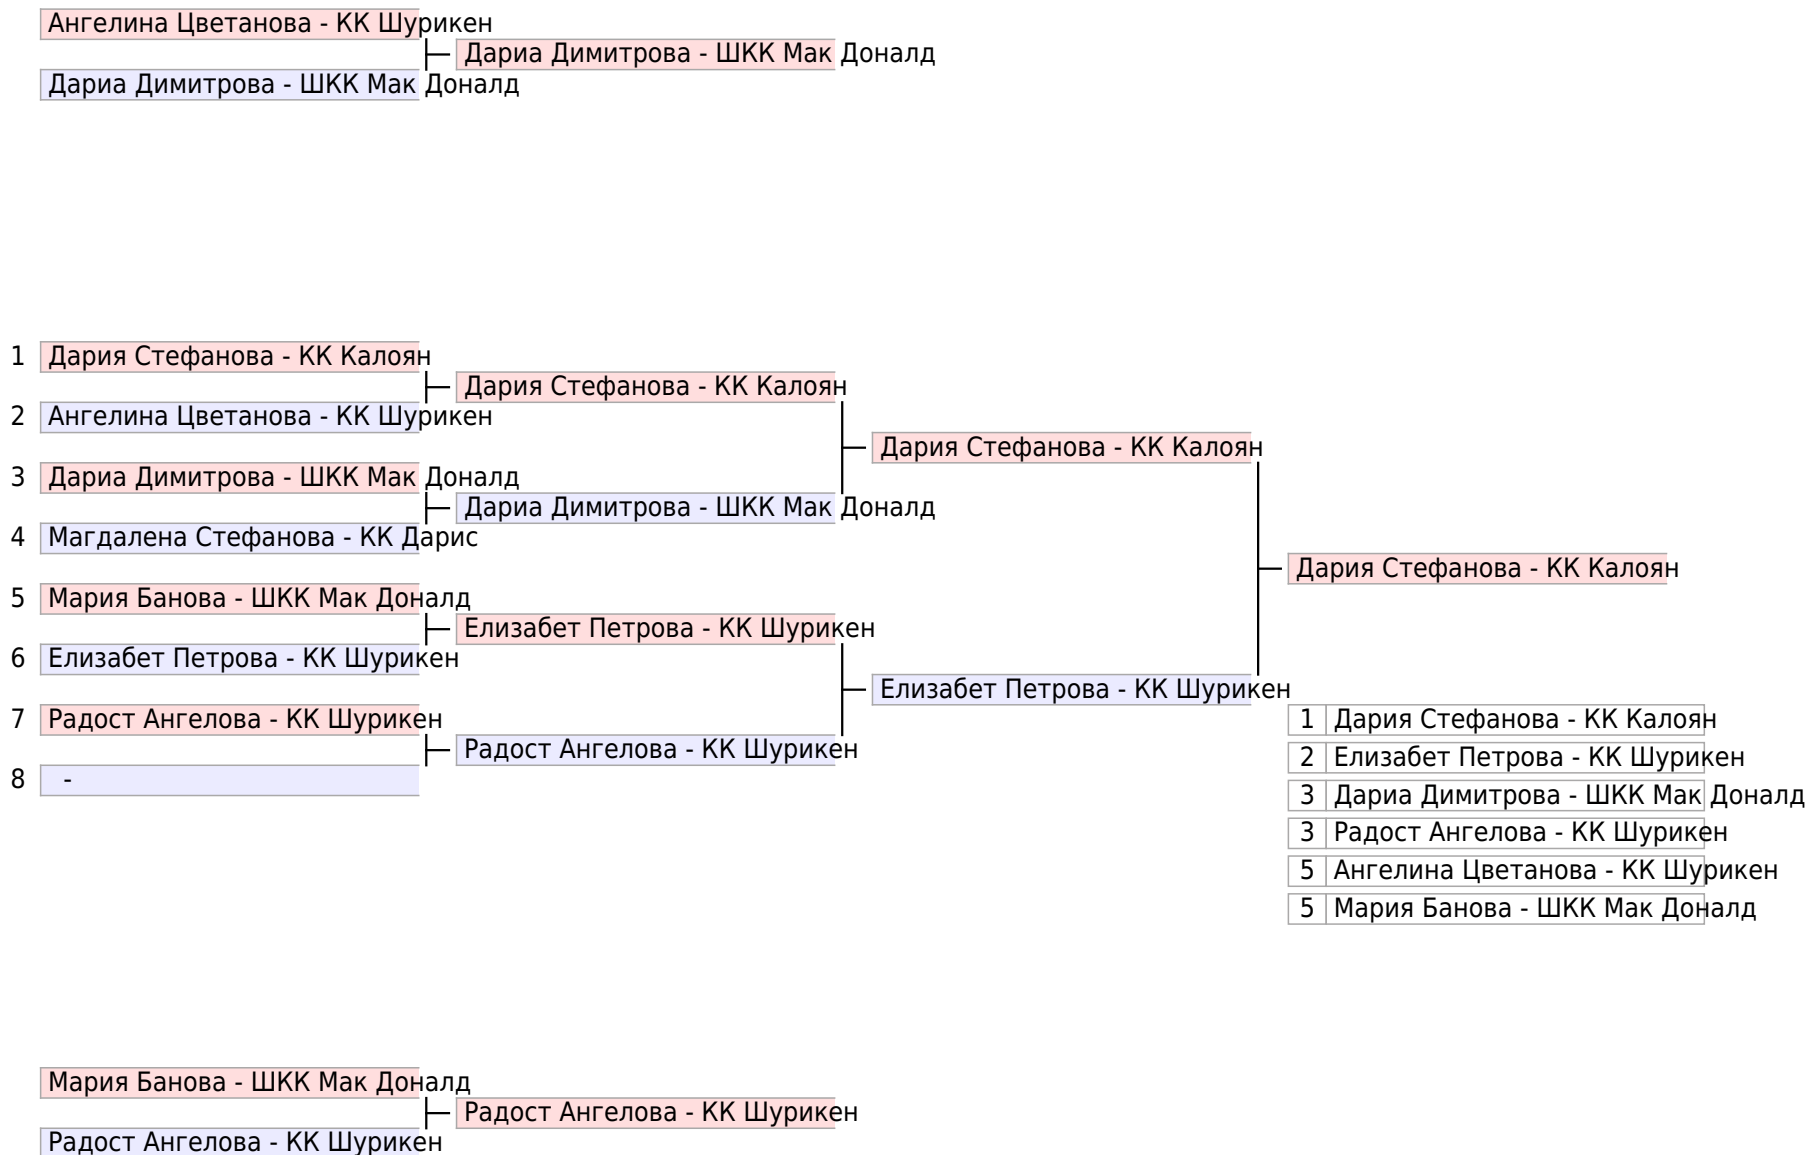 Ангелина Цветанова - КК Шурикен
Дариа Димитрова - ШКК Мак Доналд
Дариа Димитрова - ШКК Мак Доналд
1 Дария Стефанова - КК Калоян
Дария Стефанова - КК Калоян
2 Ангелина Цветанова - КК Шурикен
Дария Стефанова - КК Калоян
3 Дариа Димитрова - ШКК Мак Доналд
Дариа Димитрова - ШКК Мак Доналд
4 Магдалена Стефанова - КК Дарис
Дария Стефанова - КК Калоян
5 Мария Банова - ШКК Мак Доналд
Елизабет Петрова - КК Шурикен
6 Елизабет Петрова - КК Шурикен
Елизабет Петрова - КК Шурикен
7 Радост Ангелова - КК Шурикен
Радост Ангелова - КК Шурикен
8 -
1 Дария Стефанова - КК Калоян
2 Елизабет Петрова - КК Шурикен
3 Дариа Димитрова - ШКК Мак Доналд
3 Радост Ангелова - КК Шурикен
5 Ангелина Цветанова - КК Шурикен
5 Мария Банова - ШКК Мак Доналд
Мария Банова - ШКК Мак Доналд
Радост Ангелова - КК Шурикен
Радост Ангелова - КК Шурикен